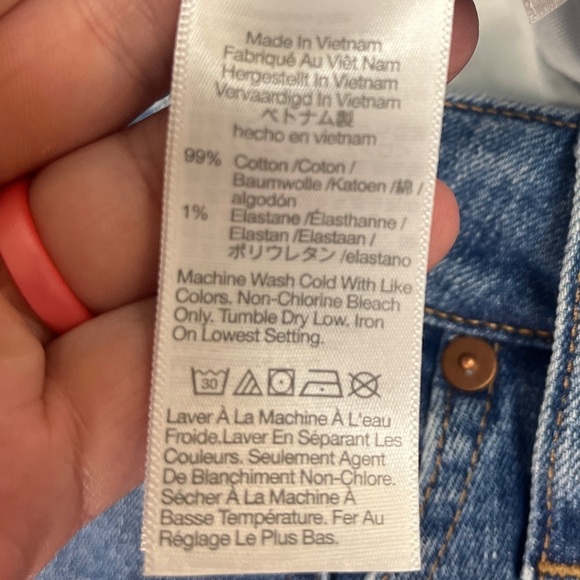 Made In Vietnam
Fabriqué Au Viêt Nam
Hergestellt In Vietnam
Vervaardigd In Vietnam
ベトナム製
hecho en vietnam
99% Cotton /Coton /
Baumwolle /Katoen /綿 /
algodón
1% Elastane /Élasthanne /
Elastan /Elastaan /
ポリウレタン /elastano
Machine Wash Cold With Like
Colors. Non-Chlorine Bleach
Only. Tumble Dry Low. Iron
On Lowest Setting.
30
Laver À La Machine À L'eau
Froide.Laver En Séparant Les
Couleurs. Seulement Agent
De Blanchiment Non-Chlore.
Sécher À La Machine À
Basse Température. Fer Au
Réglage Le Plus Bas.